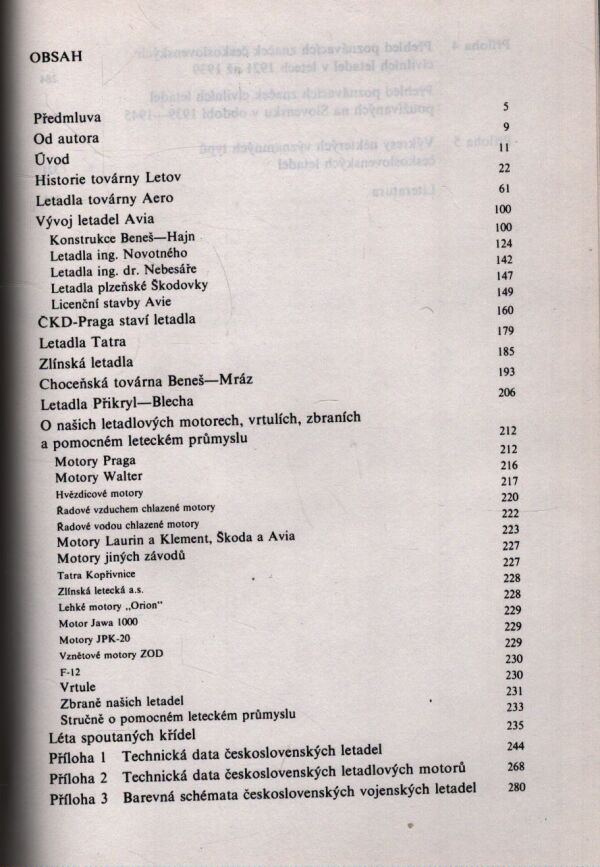 OBSAH
Předmluva 5
Od autora 9
Úvod 11
Historie továrny Letov 22
Letadla továrny Aero 61
Vývoj letadel Avia 100
Konstrukce Beneš—Hajn 100
Letadla ing. Novotného 124
Letadla ing. dr. Nebesáře 142
Letadla plzeňské Škodovky 147
Licenční stavby Avie 149
ČKD-Praga staví letadla 160
Letadla Tatra 179
Zlínská letadla 185
Choceňská továrna Beneš—Mráz 193
Letadla Přikryl—Blecha 206
O našich letadlových motorech, vrtulích, zbraních
a pomocném leteckém průmyslu 212
Motory Praga 212
Motory Walter 216
Hvězdicové motory 217
Řadové vzduchem chlazené motory 220
Řadové vodou chlazené motory 222
Motory Laurin a Klement, Škoda a Avia 223
Motory jiných závodů 227
Tatra Kopřivnice 227
Zlínská letecká a.s. 228
Lehké motory „Orion" 228
Motor Jawa 1000 229
Motory JPK-20 229
Vznětové motory ZOD 229
F-12 230
Vrtule 230
Zbraně našich letadel 231
Stručně o pomocném leteckém průmyslu 233
Léta spoutaných křídel 235
Příloha 1 Technická data československých letadel 244
Příloha 2 Technická data československých letadlových motorů 268
Příloha 3 Barevná schémata československých vojenských letadel 280